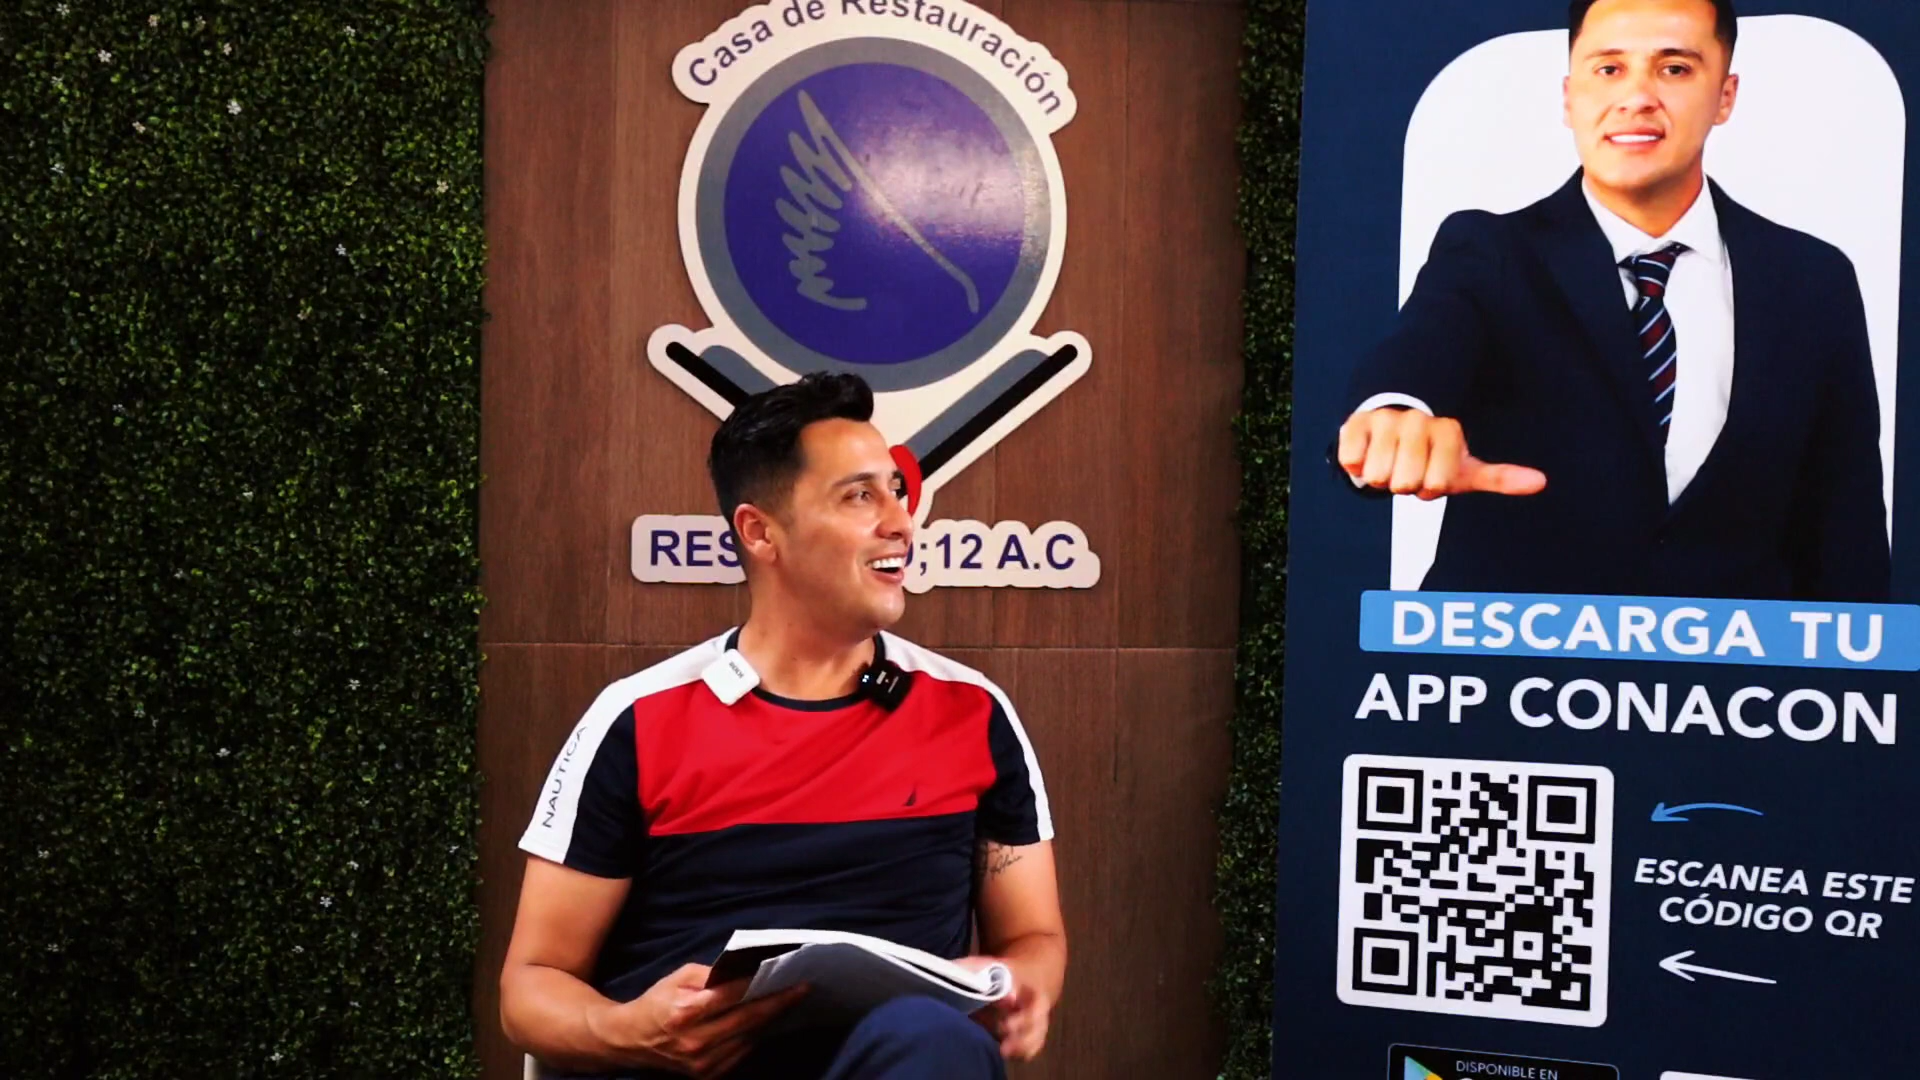 Casa de Restauración
RES ;12 A.C
NAUTICA
DESCARGA TU
APP CONACON
ESCANEA ESTE
CÓDIGO QR
DISPONIBLE EN